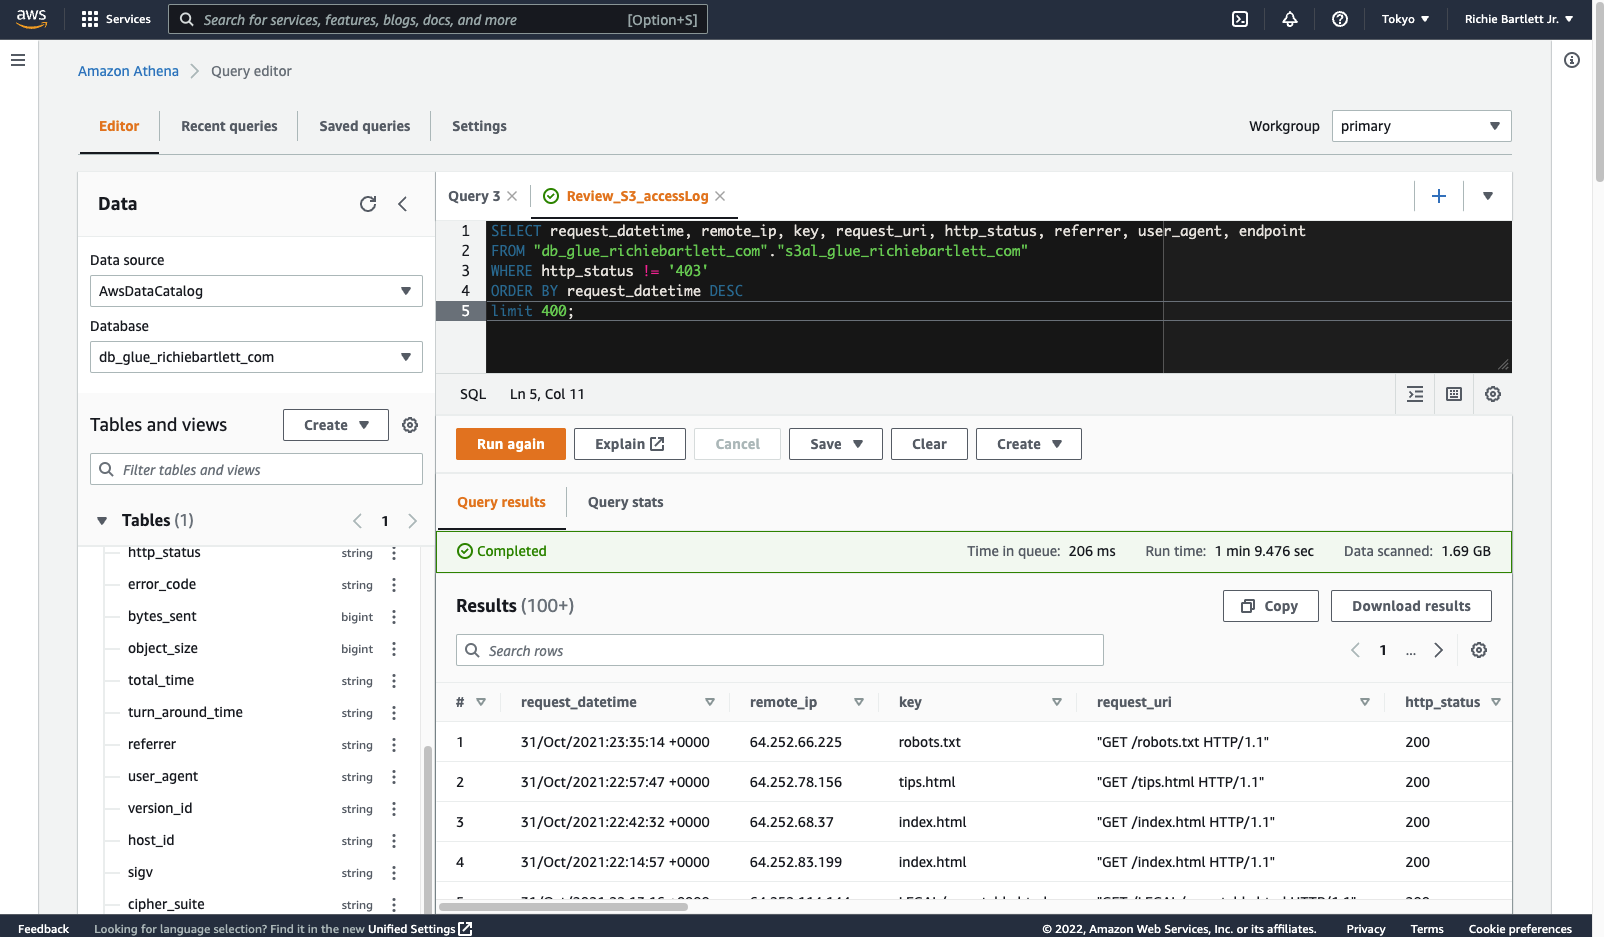 aws
Services
Search for services, features, blogs, docs, and more [Option+S]
Tokyo
Richie Bartlett Jr.
Amazon Athena
Query editor
Editor
Recent queries
Saved queries
Settings
Workgroup
primary
Data
Data source
AwsDataCatalog
Database
db_glue_richiebartlett_com
Tables and views
Create
Filter tables and views
Tables (1)
1
http_status string
error_code string
bytes_sent bigint
object_size bigint
total_time string
turn_around_time string
referrer string
user_agent string
version_id string
host_id string
sigv string
cipher_suite string
Query 3
Review_S3_accessLog
1 SELECT request_datetime, remote_ip, key, request_uri, http_status, referrer, user_agent, endpoint
2 FROM "db_glue_richiebartlett_com"."s3al_glue_richiebartlett_com"
3 WHERE http_status != '403'
4 ORDER BY request_datetime DESC
5 limit 400;
SQL Ln 5, Col 11
Run again
Explain
Cancel
Save
Clear
Create
Query results
Query stats
Completed
Time in queue: 206 ms
Run time: 1 min 9.476 sec
Data scanned: 1.69 GB
Results (100+)
Copy
Download results
Search rows
1 ...
# request_datetime remote_ip key request_uri http_status
1 31/Oct/2021:23:35:14 +0000 64.252.66.225 robots.txt "GET /robots.txt HTTP/1.1" 200
2 31/Oct/2021:22:57:47 +0000 64.252.78.156 tips.html "GET /tips.html HTTP/1.1" 200
3 31/Oct/2021:22:42:32 +0000 64.252.68.37 index.html "GET /index.html HTTP/1.1" 200
4 31/Oct/2021:22:14:57 +0000 64.252.83.199 index.html "GET /index.html HTTP/1.1" 200
Feedback
Looking for language selection? Find it in the new Unified Settings
© 2022, Amazon Web Services, Inc. or its affiliates.
Privacy
Terms
Cookie preferences